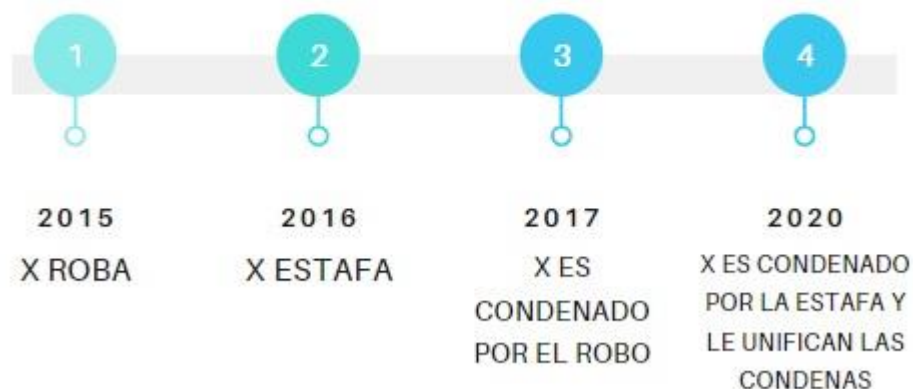 1
2
3
4
2015
X ROBA
2016
X ESTAFA
2017
X ES
CONDENADO
POR EL ROBO
2020
X ES CONDENADO
POR LA ESTAFA Y
LE UNIFICAN LAS
CONDENAS